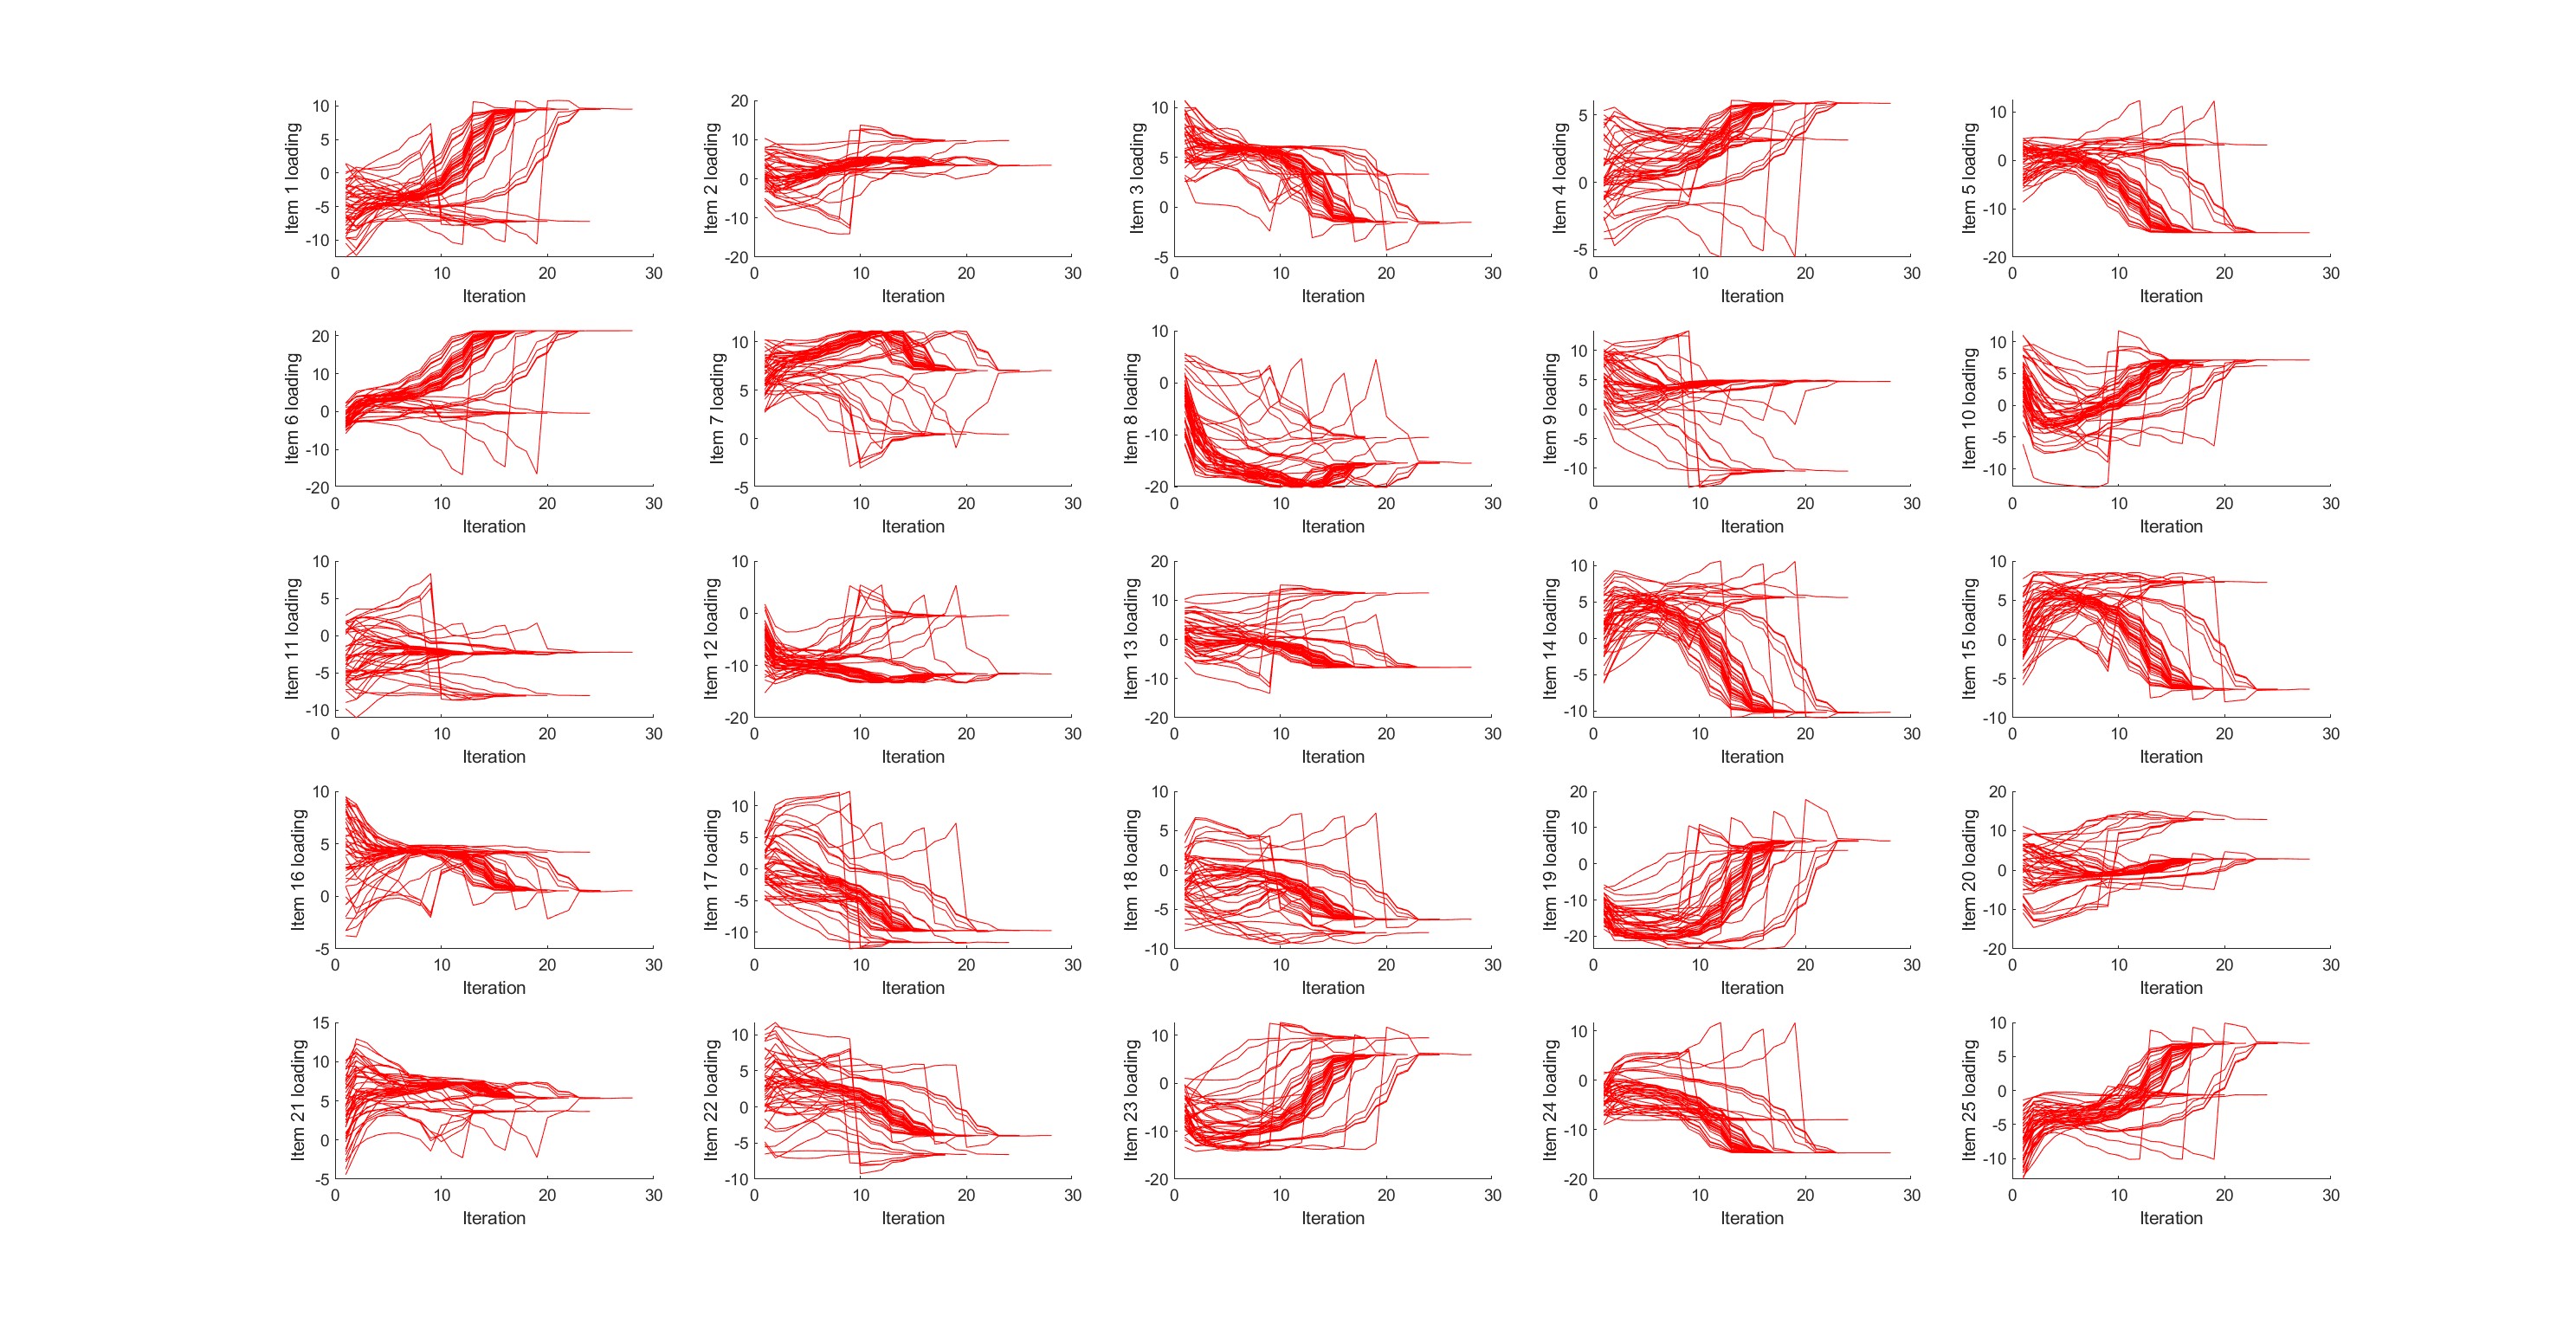 10 5 0 -5 -10
Item 1 loading
0 10 20 30
Iteration
20 10 0 -10 -20
Item 2 loading
0 10 20 30
Iteration
10 5 0 -5
Item 3 loading
0 10 20 30
Iteration
5 0 -5
Item 4 loading
0 10 20 30
Iteration
10 0 -10 -20
Item 5 loading
0 10 20 30
Iteration
20 10 0 -10 -20
Item 6 loading
0 10 20 30
Iteration
10 5 0 -5
Item 7 loading
0 10 20 30
Iteration
10 0 -10 -20
Item 8 loading
0 10 20 30
Iteration
10 5 0 -5 -10
Item 9 loading
0 10 20 30
Iteration
10 5 0 -5 -10
Item 10 loading
0 10 20 30
Iteration
10 5 0 -5 -10
Item 11 loading
0 10 20 30
Iteration
10 0 -10 -20
Item 12 loading
0 10 20 30
Iteration
20 10 0 -10 -20
Item 13 loading
0 10 20 30
Iteration
10 5 0 -5 -10
Item 14 loading
0 10 20 30
Iteration
10 5 0 -5 -10
Item 15 loading
0 10 20 30
Iteration
10 5 0 -5
Item 16 loading
0 10 20 30
Iteration
10 5 0 -5 -10
Item 17 loading
0 10 20 30
Iteration
10 5 0 -5 -10
Item 18 loading
0 10 20 30
Iteration
20 10 0 -10 -20
Item 19 loading
0 10 20 30
Iteration
20 10 0 -10 -20
Item 20 loading
0 10 20 30
Iteration
15 10 5 0 -5
Item 21 loading
0 10 20 30
Iteration
10 5 0 -5 -10
Item 22 loading
0 10 20 30
Iteration
10 0 -10 -20
Item 23 loading
0 10 20 30
Iteration
10 0 -10 -20
Item 24 loading
0 10 20 30
Iteration
10 5 0 -5 -10
Item 25 loading
0 10 20 30
Iteration